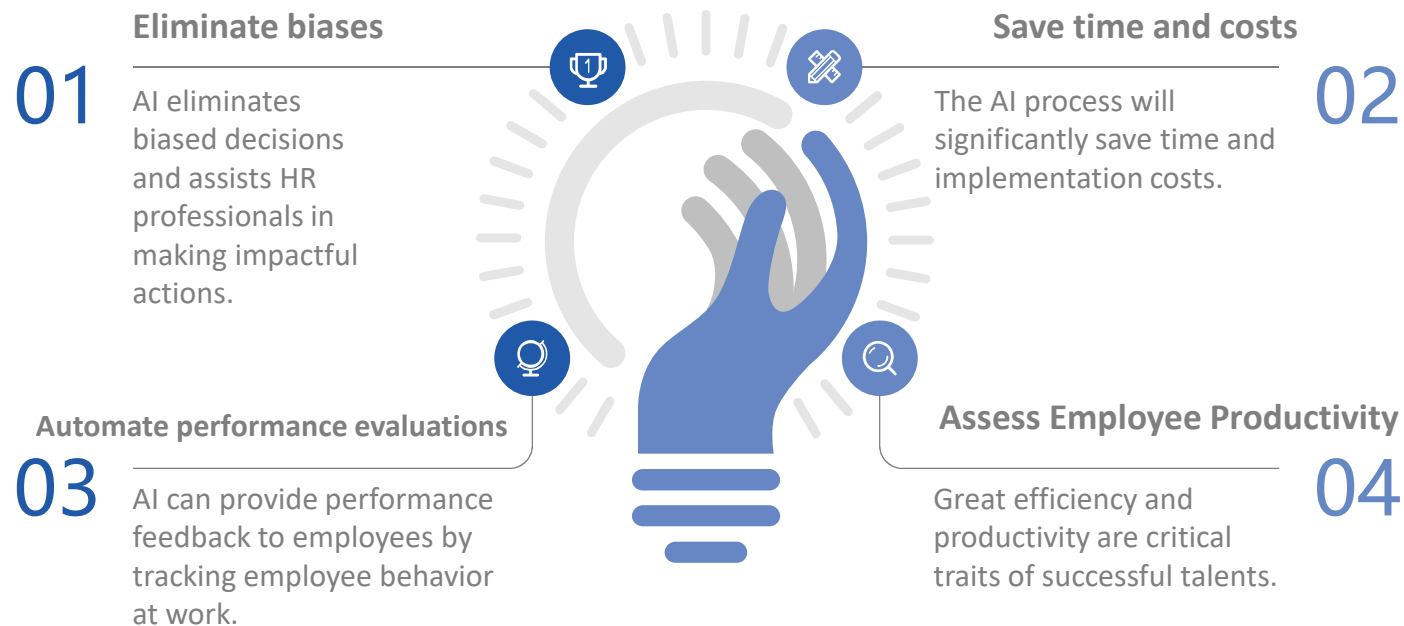 Eliminate biases
01
AI eliminates
biased decisions
and assists HR
professionals in
making impactful
actions.
1
Save time and costs
02
The AI process will
significantly save time and
implementation costs.
Automate performance evaluations
03
AI can provide performance
feedback to employees by
tracking employee behavior
at work.
Assess Employee Productivity
04
Great efficiency and
productivity are critical
traits of successful talents.